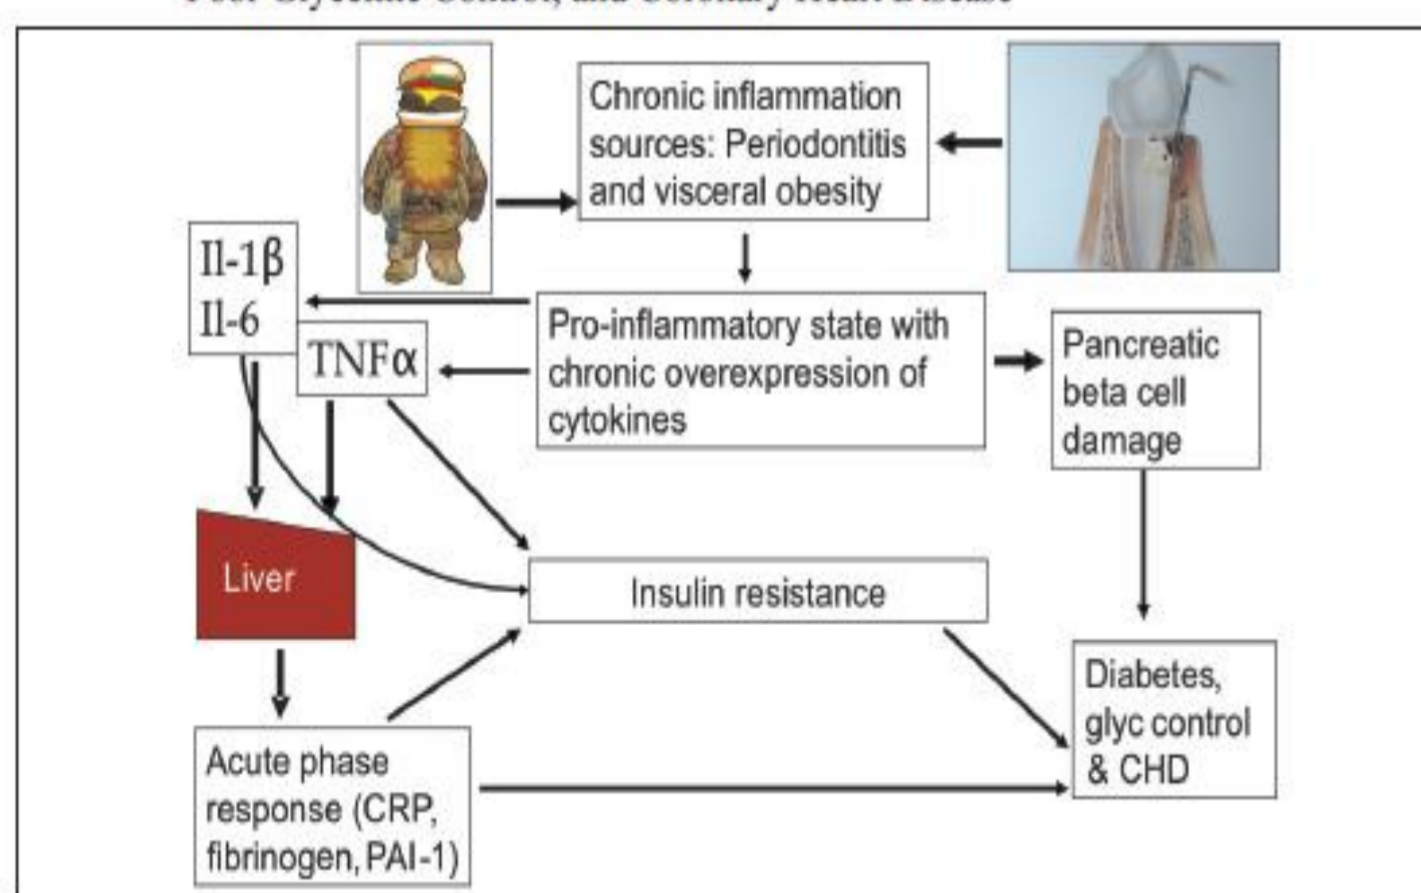 Chronic inflammation
sources: Periodontitis
and visceral obesity
Il-1β
Il-6
TNFα
Pro-inflammatory state with
chronic overexpression of
cytokines
Pancreatic
beta cell
damage
Liver
Insulin resistance
Diabetes,
glyc control
& CHD
Acute phase
response (CRP,
fibrinogen, PAI-1)